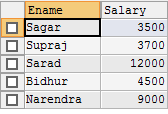 Ename Salary
Sagar 3500
Supraj 3700
Sarad 12000
Bidhur 4500
Narendra 9000